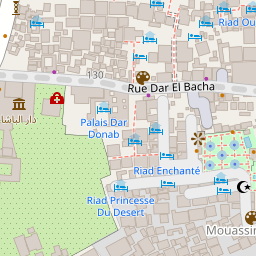 Riad Ou
130
Rue Dar El Bacha
دار الباشا
Palais Dar
Donab
Riad Enchanté
Riad Princesse
Du Desert
Mouassin